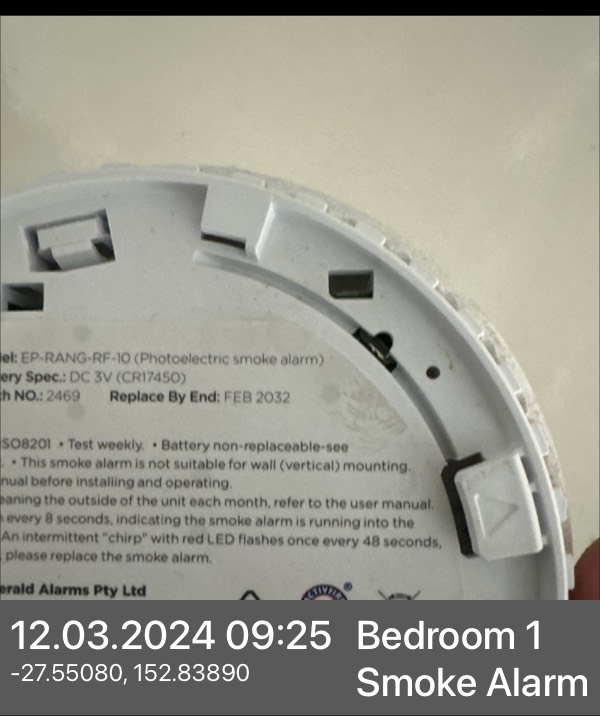 el: EP-RANG-RF-10 (Photoelectric smoke alarm)
ery Spec.: DC 3V (CR17450)
ch NO.: 2469 Replace By End: FEB 2032
SO8201 • Test weekly. • Battery non-replaceable-see
. • This smoke alarm is not suitable for wall (vertical) mounting.
nual before installing and operating.
eaning the outside of the unit each month, refer to the user manual.
every 8 seconds, indicating the smoke alarm is running into the
An intermittent "chirp" with red LED flashes once every 48 seconds,
please replace the smoke alarm.
erald Alarms Pty Ltd
CTIVFIR ®
12.03.2024 09:25 Bedroom 1
-27.55080, 152.83890 Smoke Alarm